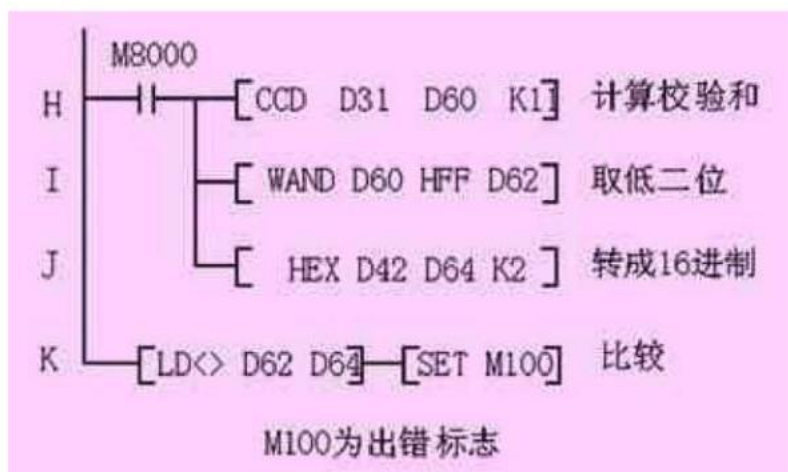 M8000
H [CCD D31 D60 K11] 计算校验和
I [WAND D60 HFF D62] 取低二位
J [HEX D42 D64 K2] 转成16进制
K [LD<> D62 D64] [SET M100] 比较
M100为出错标志